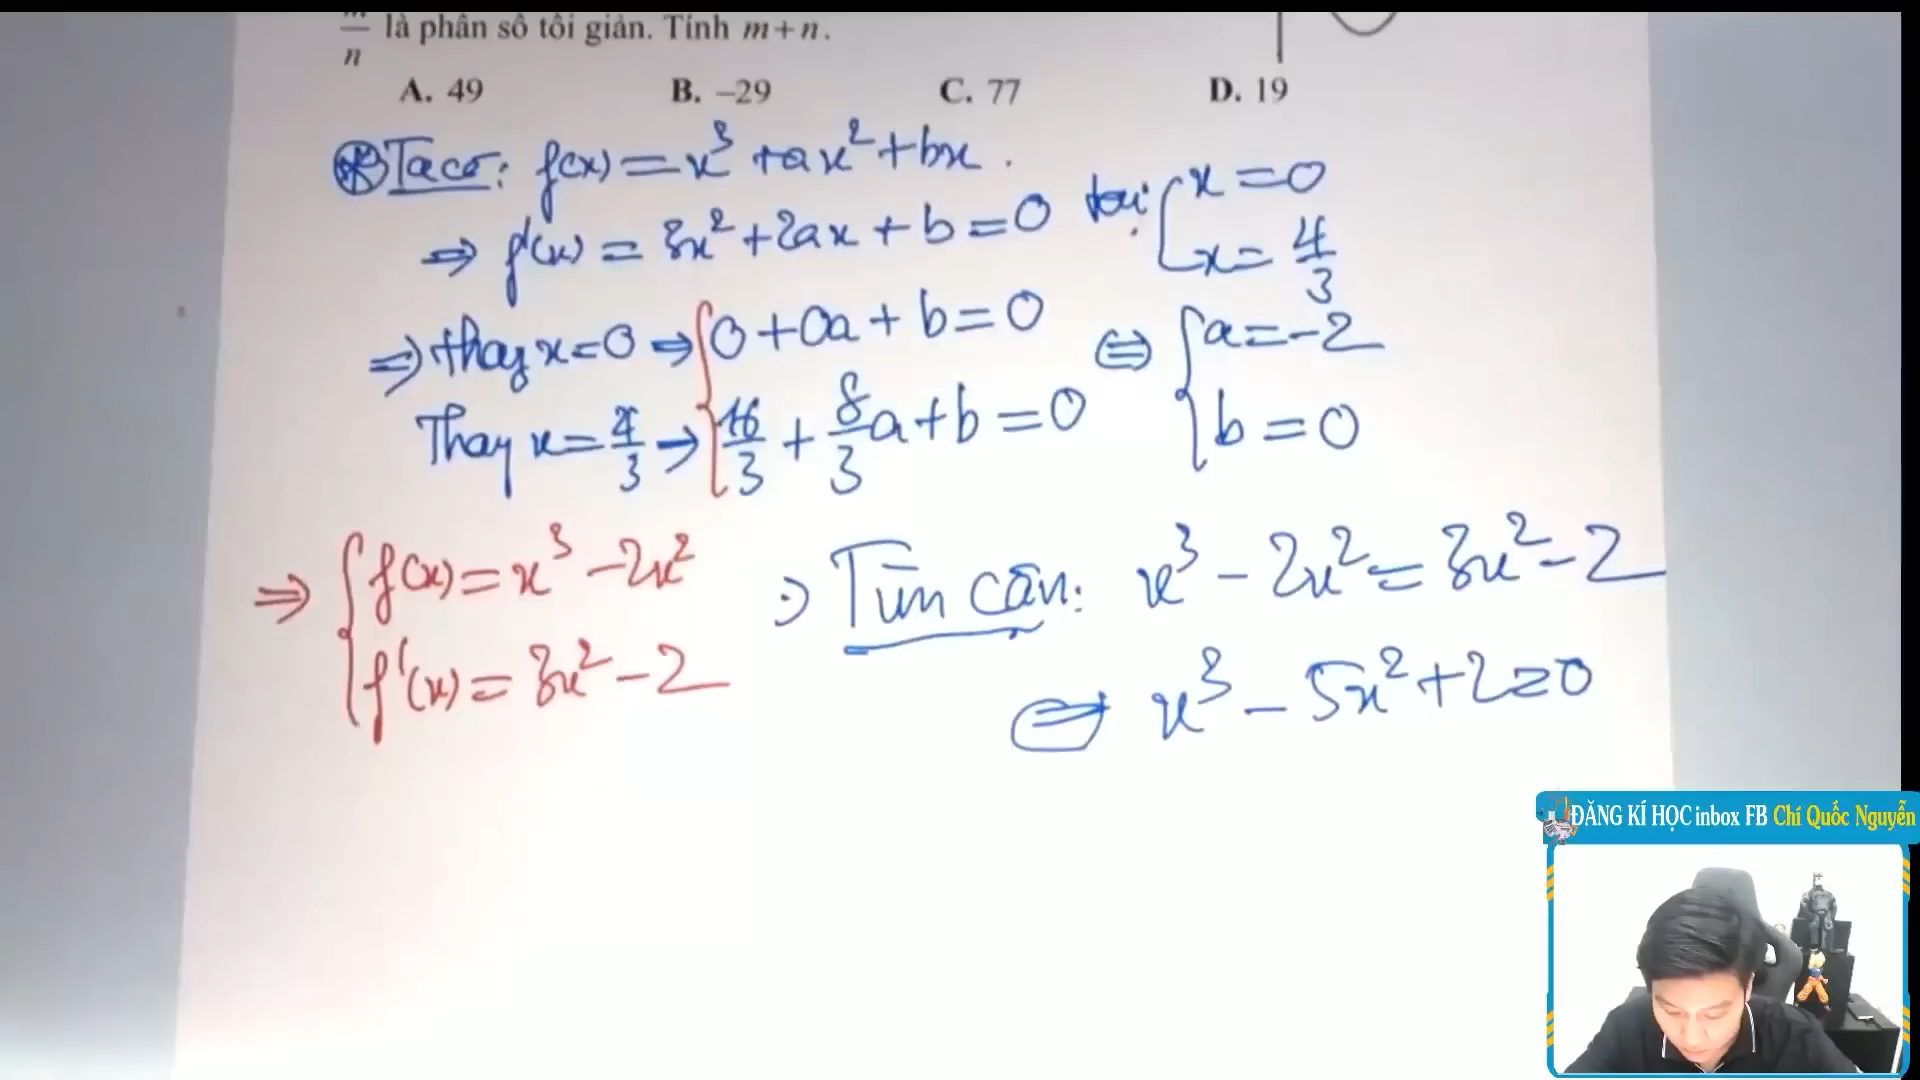 n là phân số tối giản. Tính m+n.
A. 49 B. –29 C. 77 D. 19
Ta có: f(x) = x³ + ax² + bx.
⇒ f'(x) = 3x² + 2ax + b = 0 tại: [x = 0
x = 4/3
⇒ thay x = 0 → {0 + 0a + b = 0 ⇔ {a = -2
Thay x = 4/3 → 16/3 + 8/3a + b = 0 b = 0
⇒ {f(x) = x³ - 2x²
f'(x) = 3x² - 2
Tìm cận: x³ - 2x² = 3x² - 2
x³ - 5x² + 2 = 0
ĐĂNG KÍ HỌC inbox FB Chí Quốc Nguyễn